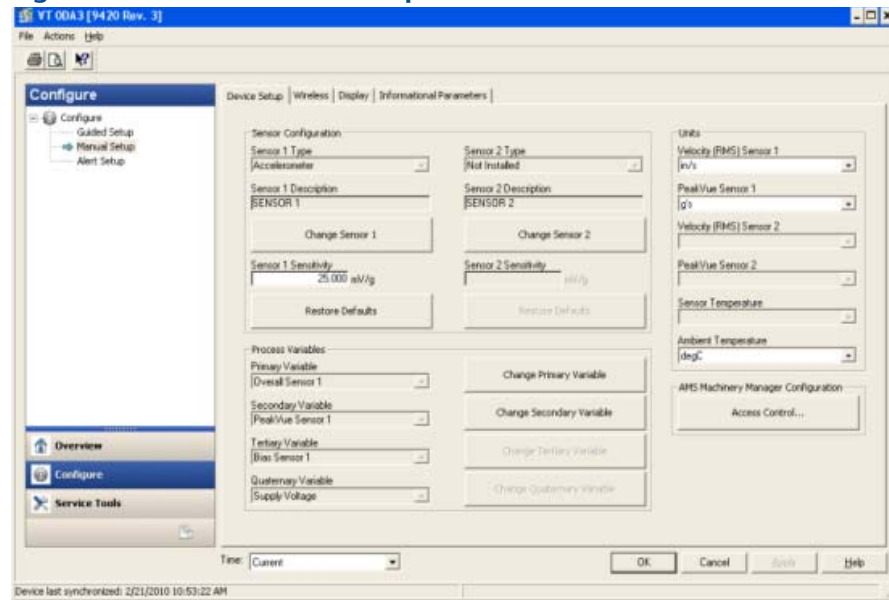 VT 0DA3 [9420 Rev. 3]
File Actions Help
Configure
Configure
Guided Setup
Manual Setup
Alert Setup
Overview
Configure
Service Tools
Device Setup Wireless Display Informational Parameters
Sensor Configuration
Sensor 1 Type
Accelerometer
Sensor 2 Type
Not Installed
Sensor 1 Description
SENSOR 1
Sensor 2 Description
SENSOR 2
Change Sensor 1
Change Sensor 2
Sensor 1 Sensitivity
25.000 mV/g
Sensor 2 Sensitivity
mV/g
Restore Defaults
Restore Defaults
Process Variables
Primary Variable
Overall Sensor 1
Change Primary Variable
Secondary Variable
PeakVue Sensor 1
Change Secondary Variable
Tertiary Variable
Bias Sensor 1
Change Tertiary Variable
Quaternary Variable
Supply Voltage
Change Quaternary Variable
Units
Velocity (RMS) Sensor 1
in/s
PeakVue Sensor 1
g's
Velocity (RMS) Sensor 2
PeakVue Sensor 2
Sensor Temperature
Ambient Temperature
degC
AMS Machinery Manager Configuration
Access Control...
Time: Current
OK
Cancel
Apply
Help
Device last synchronized: 2/21/2010 10:53:22 AM